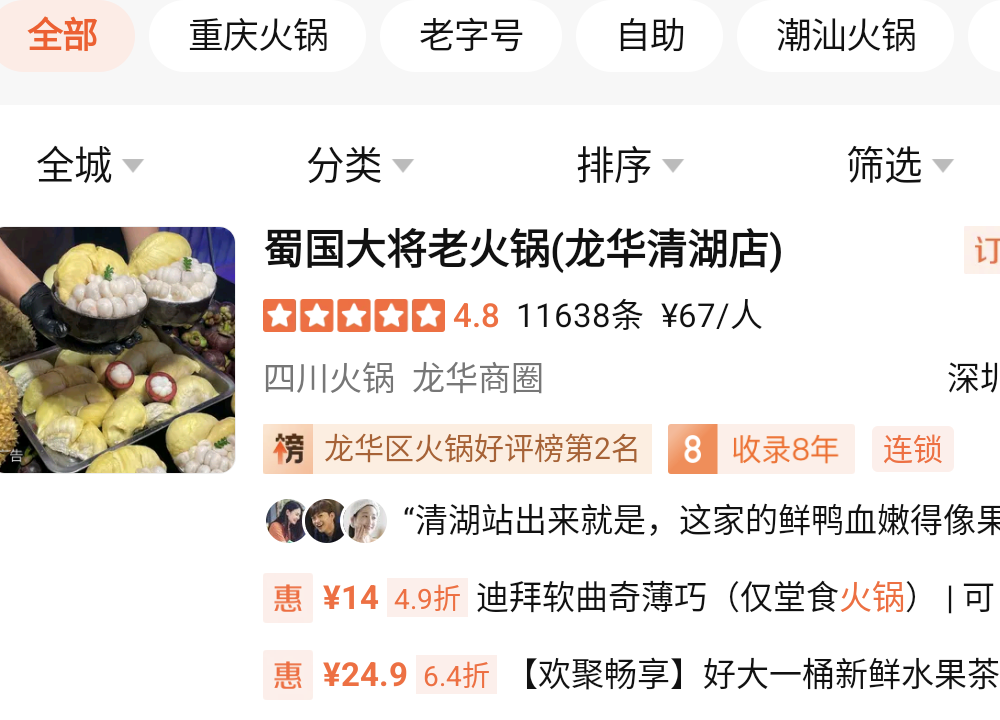 全部 重庆火锅 老字号 自助 潮汕火锅
全城 分类 排序 筛选
蜀国大将老火锅(龙华清湖店) 订
4.8 11638条 ¥67/人
四川火锅 龙华商圈 深圳
榜 龙华区火锅好评榜第2名 8 收录8年 连锁
告
“清湖站出来就是，这家的鲜鸭血嫩得像果
惠 ¥14 4.9折 迪拜软曲奇薄巧（仅堂食火锅） | 可
惠 ¥24.9 6.4折 【欢聚畅享】好大一桶新鲜水果茶